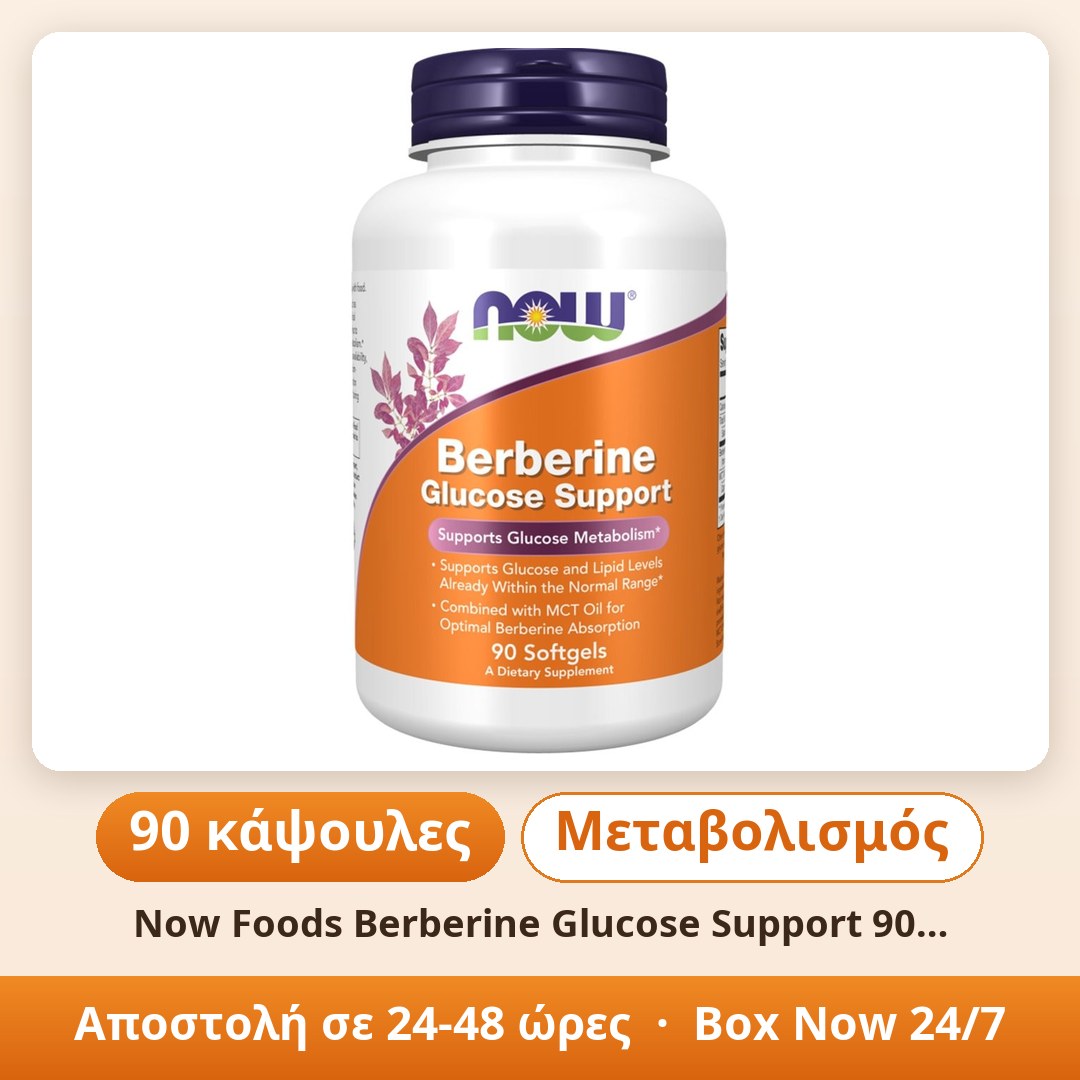 now®
Berberine
Glucose Support
Supports Glucose Metabolism*
• Supports Glucose and Lipid Levels
Already Within the Normal Range*
• Combined with MCT Oil for
Optimal Berberine Absorption
90 Softgels
A Dietary Supplement
90 κάψουλες
Μεταβολισμός
Now Foods Berberine Glucose Support 90...
Αποστολή σε 24-48 ώρες · Box Now 24/7